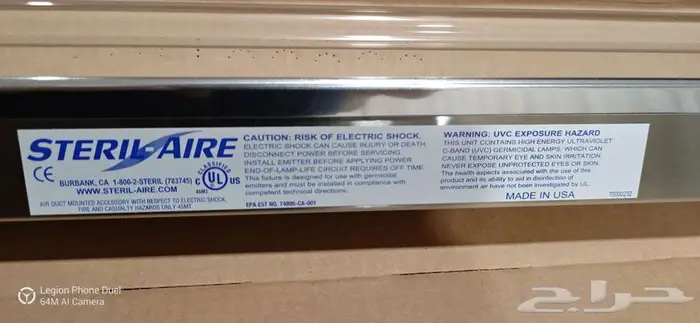 STERIL-AIRE
BURBANK, CA 1-800-2-STERIL (783745)
WWW.STERIL-AIRE.COM
CE
CLASSIFIED
C UL US
AIR DUCT MOUNTED ACCESSORY WITH RESPECT TO ELECTRIC SHOCK,
FIRE AND CASUALTY HAZARDS ONLY 45MT
CAUTION: RISK OF ELECTRIC SHOCK.
ELECTRIC SHOCK CAN CAUSE INJURY OR DEATH.
DISCONNECT POWER BEFORE SERVICING.
INSTALL EMITTER BEFORE APPLYING POWER.
END-OF-LAMP-LIFE CIRCUIT REQUIRES OFF TIME
This fixture is designed for use with germicidal
emitters and must be installed in compliance with
competent technical directions.
EPA EST NO. 74895-CA-001
WARNING: UVC EXPOSURE HAZARD
THIS UNIT CONTAINS HIGH ENERGY ULTRAVIOLET
C-BAND (UVC) GERMICIDAL LAMPS, WHICH CAN
CAUSE TEMPORARY EYE AND SKIN IRRITATION
NEVER EXPOSE UNPROTECTED EYES OR SKIN.
The health aspects associated with the use of this
product and its ability to aid in disinfection of
environment air have not been investigated by UL.
MADE IN USA
70000232
Legion Phone Duel
64M AI Camera
حراج